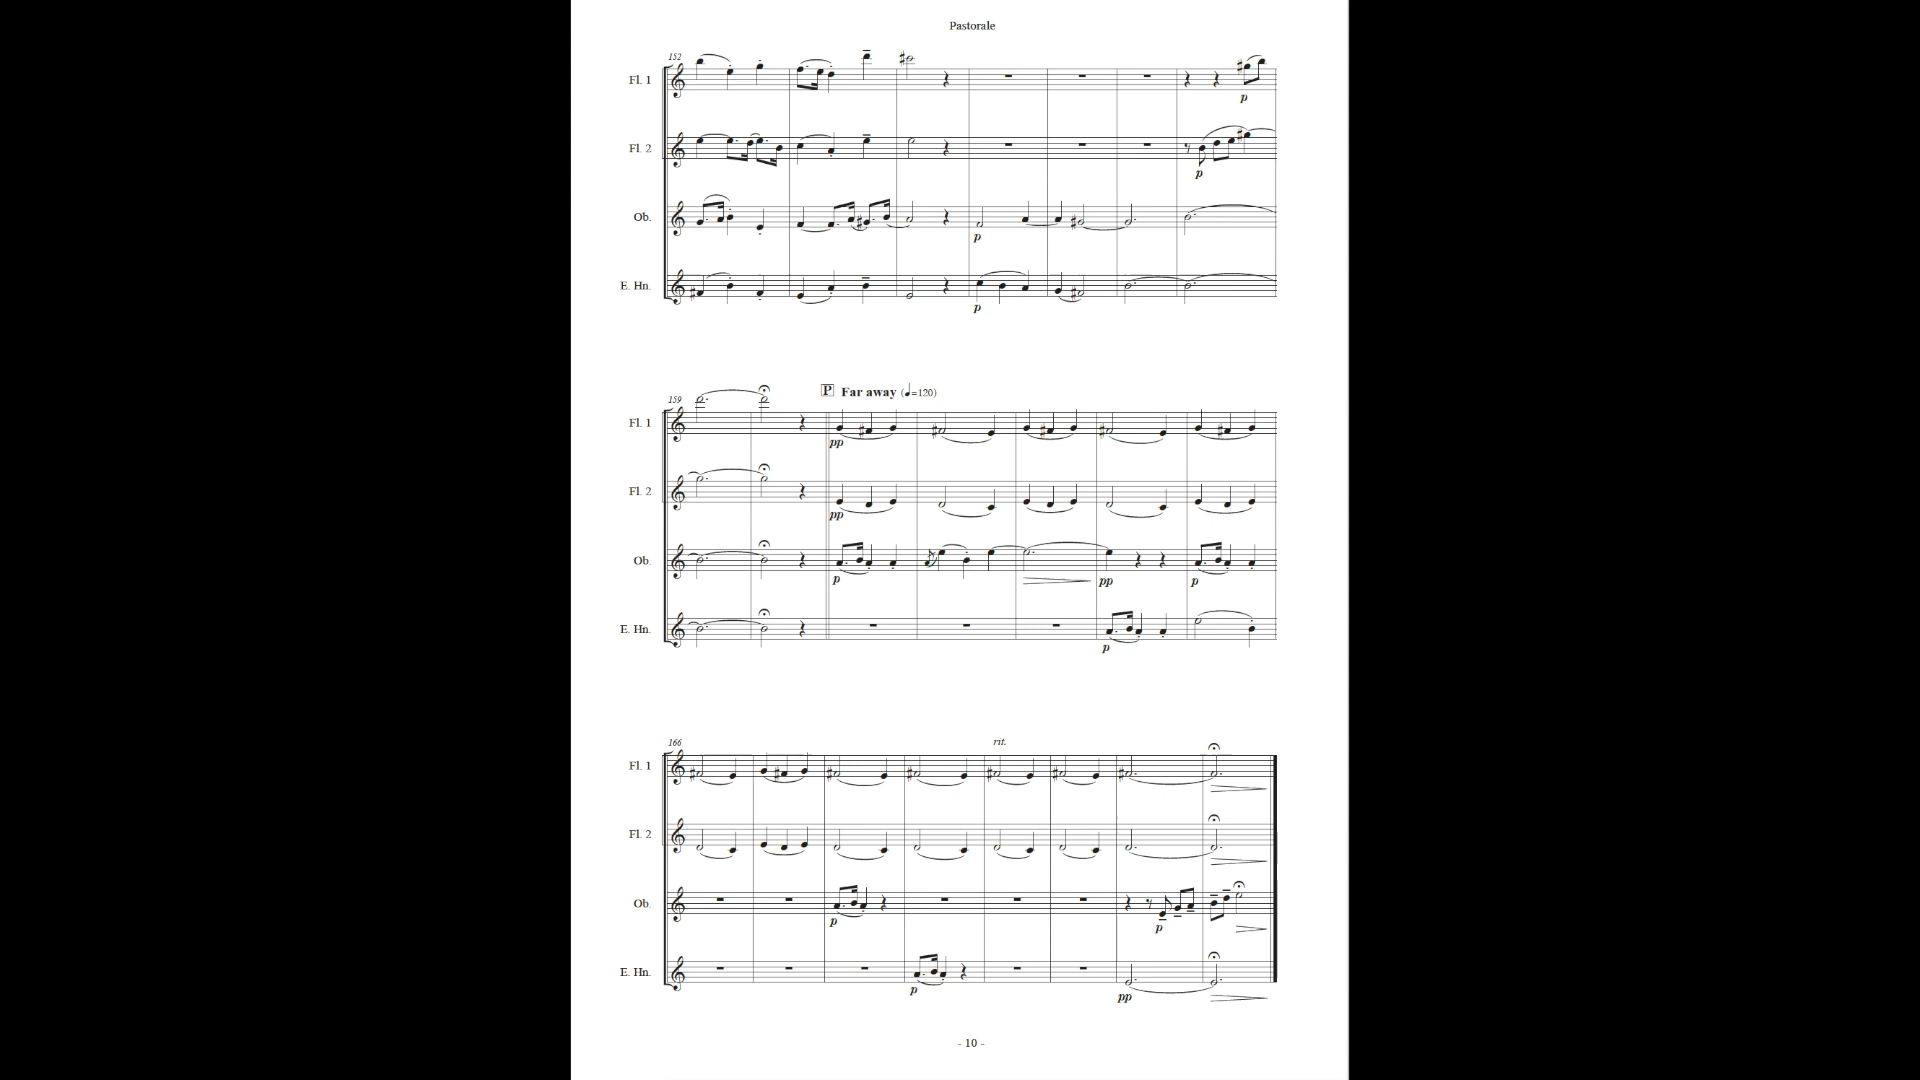 Pastorale
152
Fl. 1
p
Fl. 2
p
Ob.
p
E. Hn.
p
P Far away (♩=120)
159
Fl. 1
pp
Fl. 2
pp
Ob.
p pp p
E. Hn.
p
166 rit.
Fl. 1
Fl. 2
Ob.
p p
E. Hn.
p pp
- 10 -